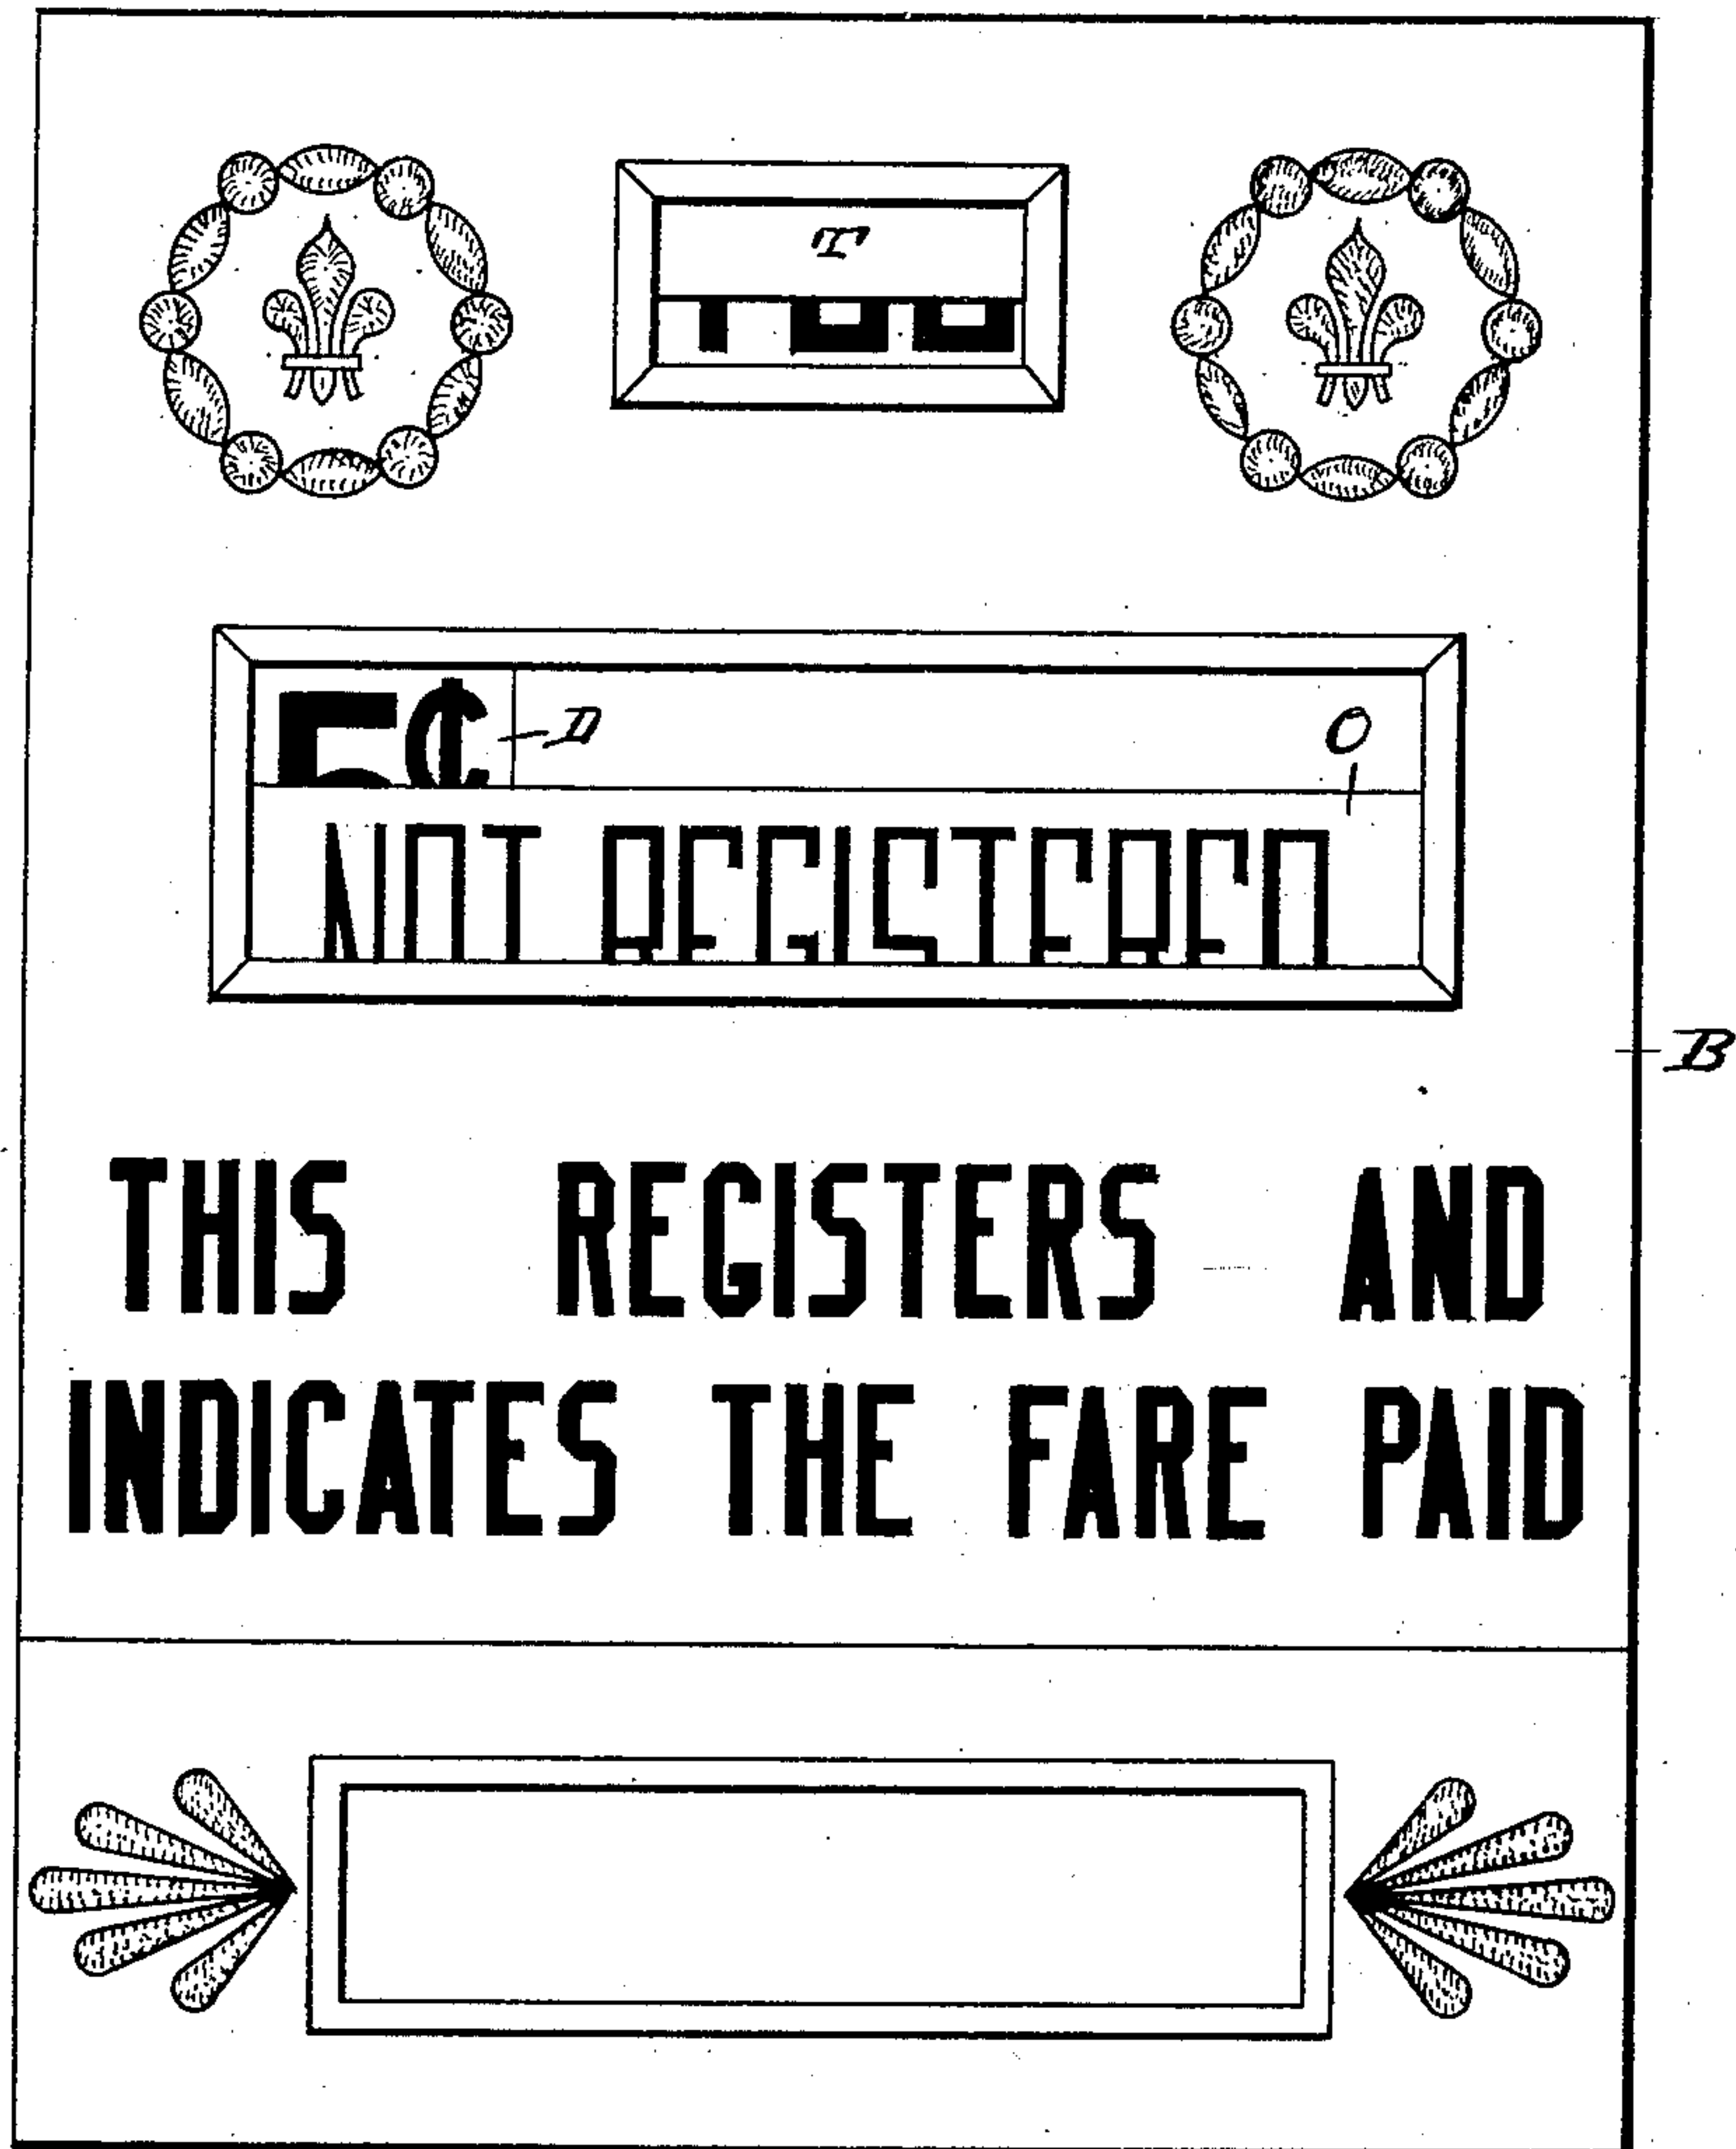 T
5¢ D O
NOT REGISTERED
B
THIS REGISTERS AND
INDICATES THE FARE PAID